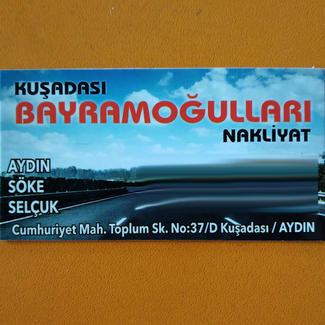 KUŞADASI
BAYRAMOĞULLARI
NAKLİYAT
AYDIN
SÖKE
SELÇUK
Cumhuriyet Mah. Toplum Sk. No:37/D Kuşadası / AYDIN